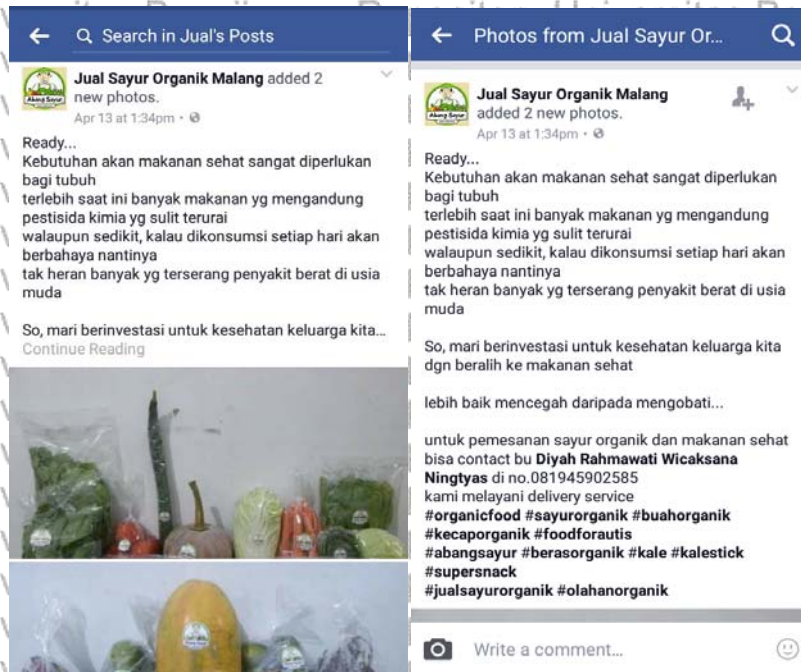 Search in Jual's Posts
Jual Sayur Organik Malang added 2
new photos.
Apr 13 at 1:34pm •
Ready...
Kebutuhan akan makanan sehat sangat diperlukan
bagi tubuh
terlebih saat ini banyak makanan yg mengandung
pestisida kimia yg sulit terurai
walaupun sedikit, kalau dikonsumsi setiap hari akan
berbahaya nantinya
tak heran banyak yg terserang penyakit berat di usia
muda
So, mari berinvestasi untuk kesehatan keluarga kita...
Continue Reading
Photos from Jual Sayur Or...
Jual Sayur Organik Malang
added 2 new photos.
Apr 13 at 1:34pm •
Ready...
Kebutuhan akan makanan sehat sangat diperlukan
bagi tubuh
terlebih saat ini banyak makanan yg mengandung
pestisida kimia yg sulit terurai
walaupun sedikit, kalau dikonsumsi setiap hari akan
berbahaya nantinya
tak heran banyak yg terserang penyakit berat di usia
muda
So, mari berinvestasi untuk kesehatan keluarga kita
dgn beralih ke makanan sehat
lebih baik mencegah daripada mengobati...
untuk pemesanan sayur organik dan makanan sehat
bisa contact bu Diyah Rahmawati Wicaksana
Ningtyas di no.081945902585
kami melayani delivery service
#organicfood #sayurorganik #buahorganik
#kecaporganik #foodforautis
#abangsayur #berasorganik #kale #kalestick
#supersnack
#jualsayurorganik #olahanorganik
Write a comment...